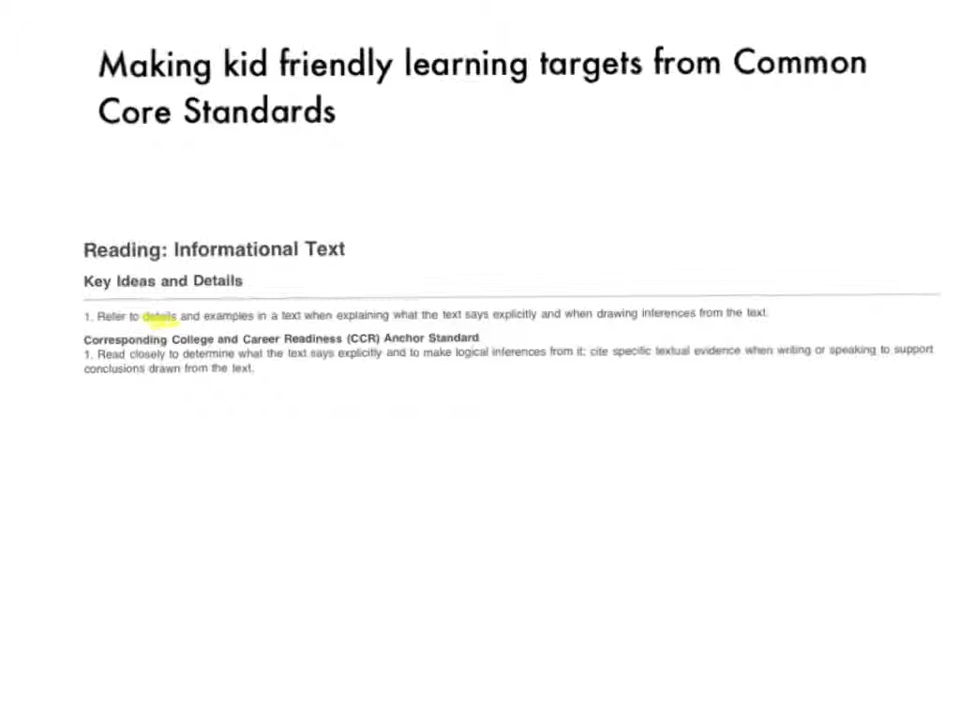 Making kid friendly learning targets from Common
Core Standards
Reading: Informational Text
Key Ideas and Details
1. Refer to details and examples in a text when explaining what the text says explicitly and when drawing inferences from the text.
Corresponding College and Career Readiness (CCR) Anchor Standard
1. Read closely to determine what the text says explicitly and to make logical inferences from it; cite specific textual evidence when writing or speaking to support
conclusions drawn from the text.